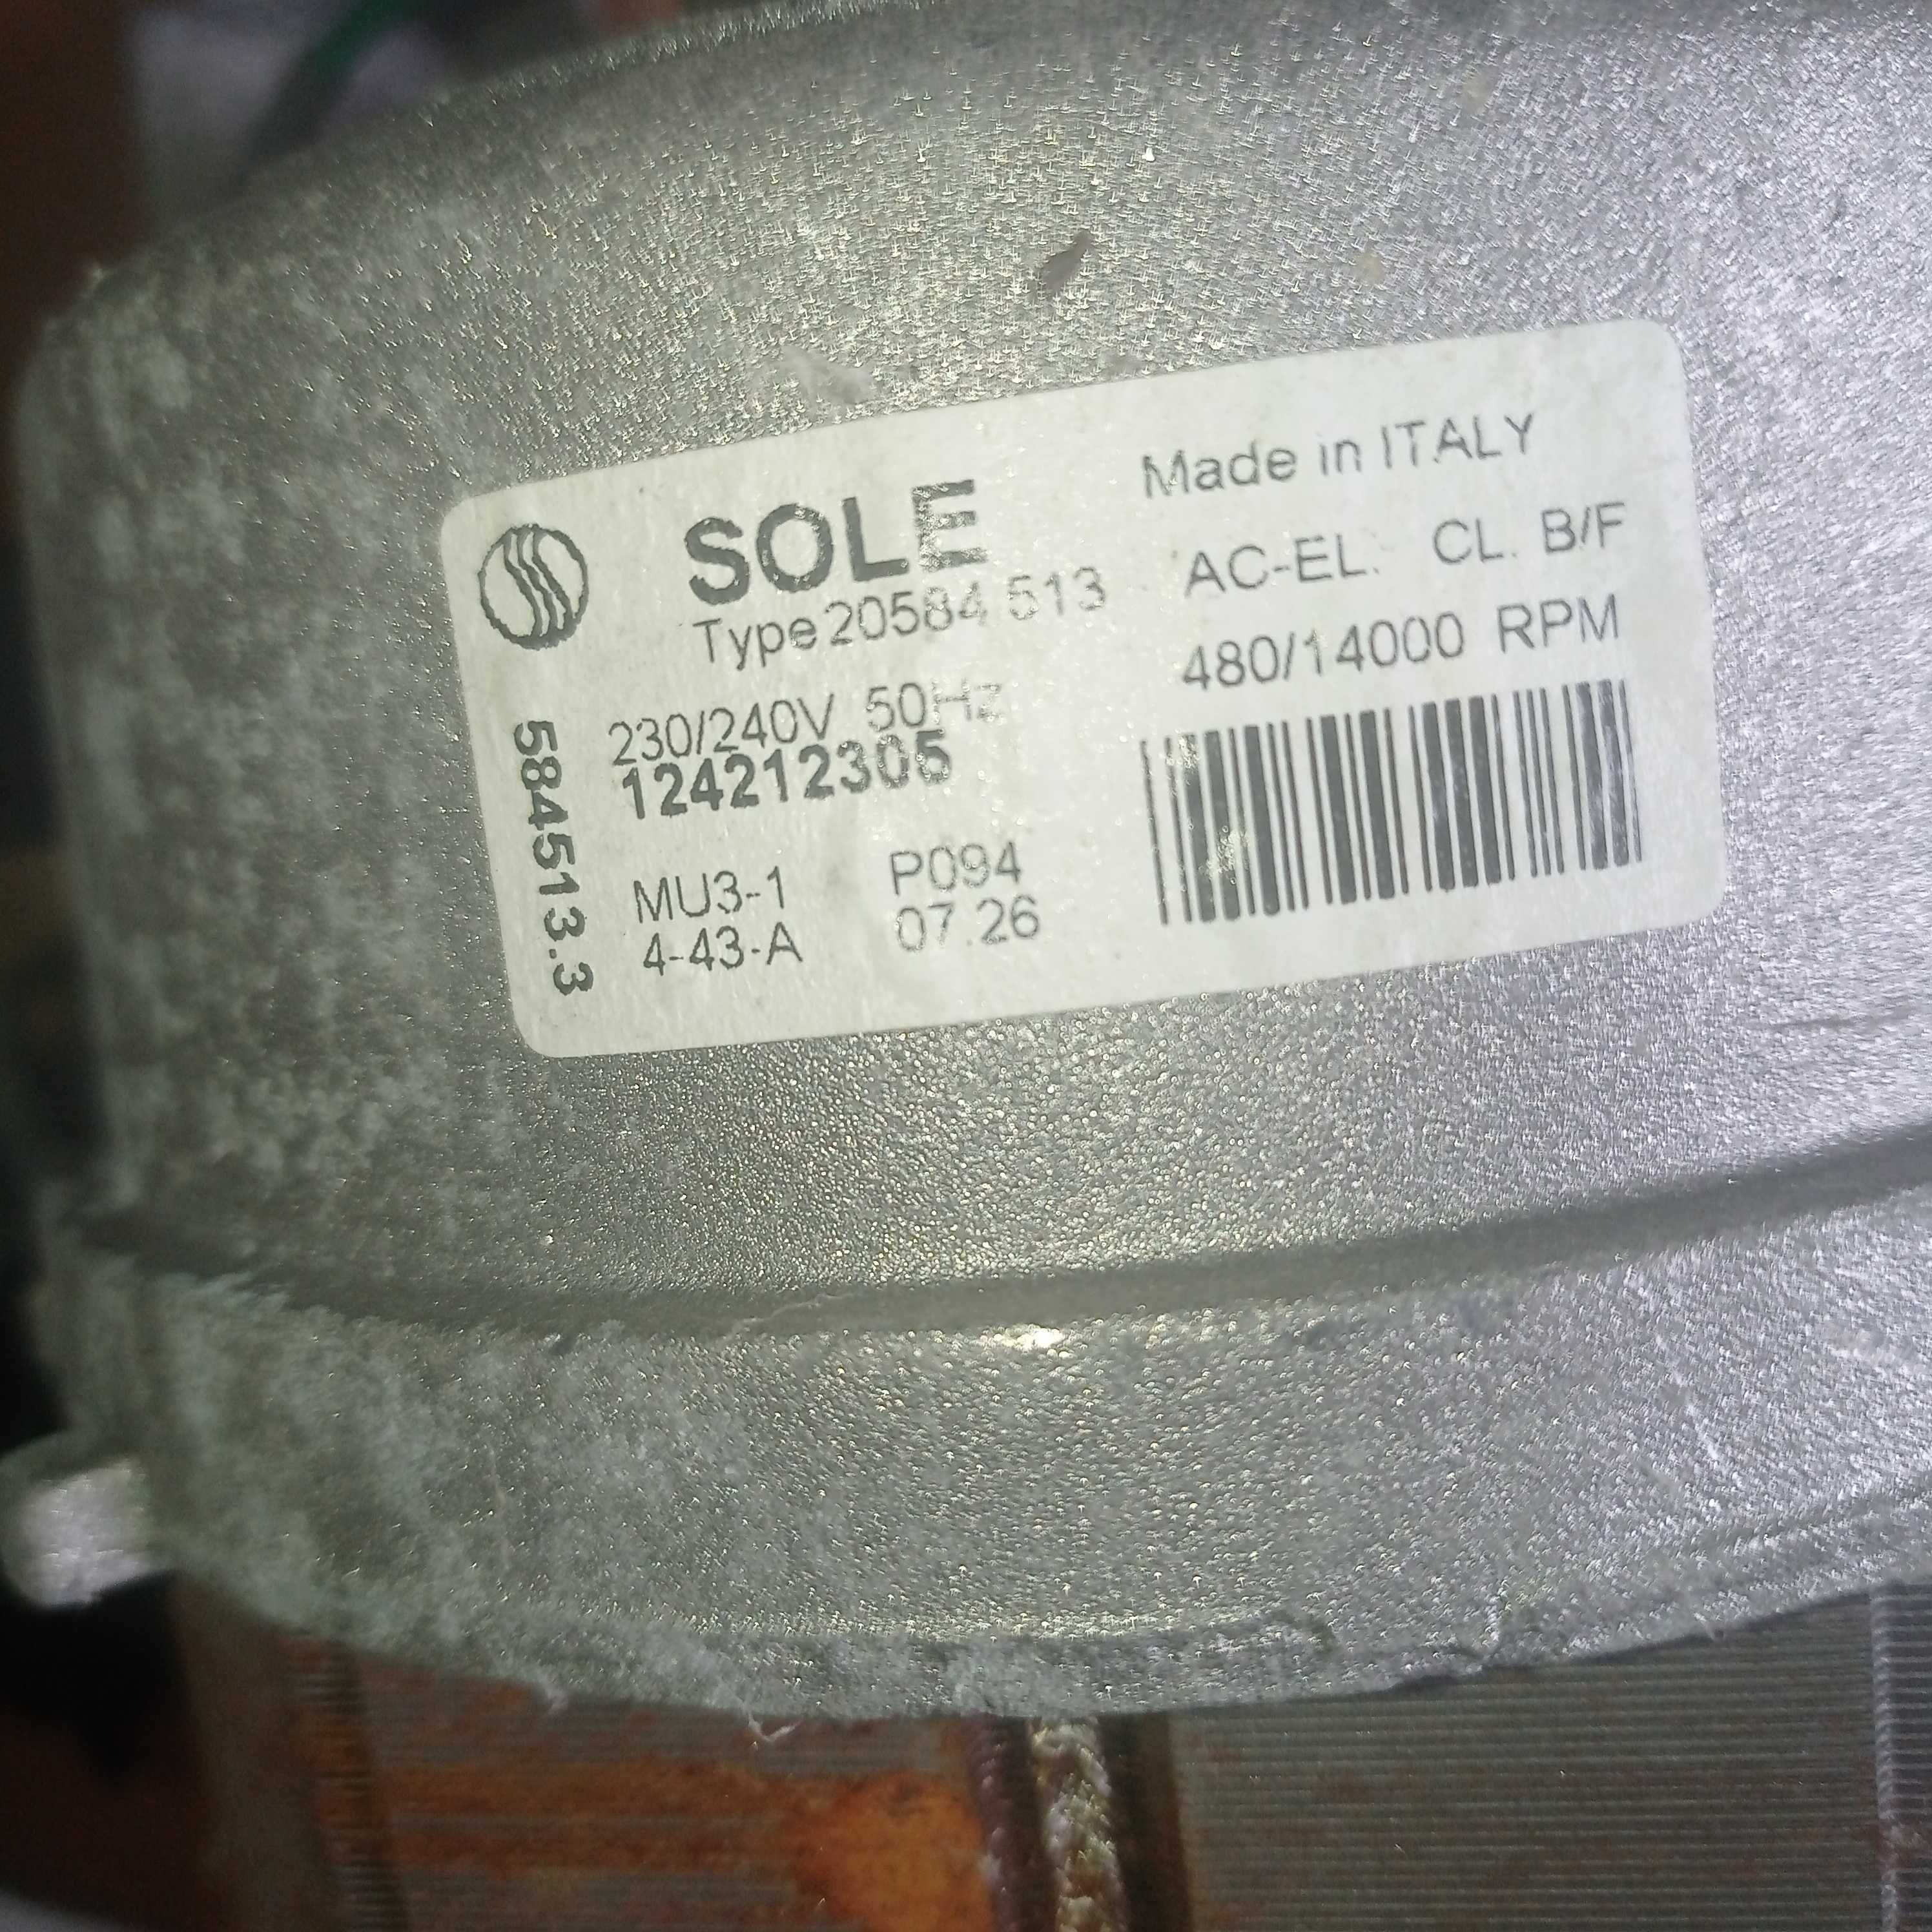 SOLE
Made in ITALY
Type 20584.513
AC-EL. CL. B/F
230/240V 50Hz
480/14000 RPM
124212305
MU3-1 P094
4-43-A 07.26
584513.3